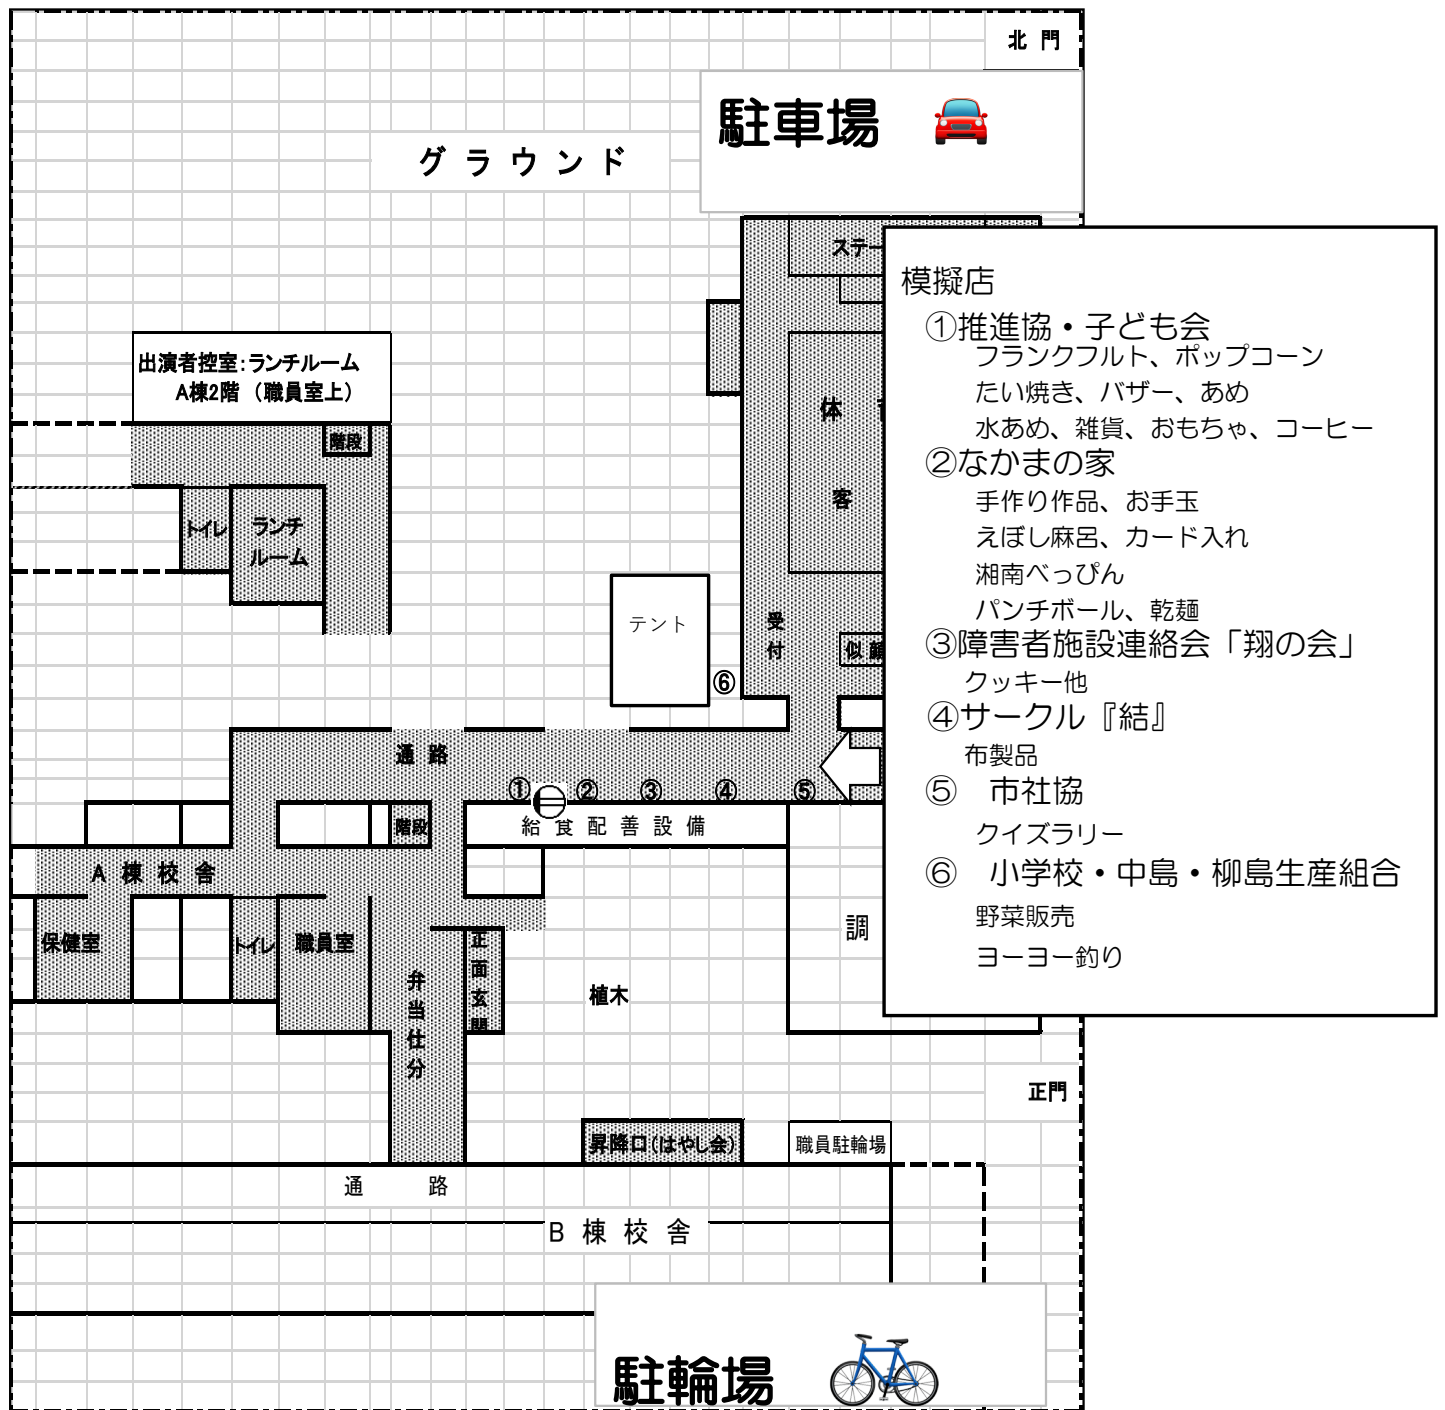 北 門
駐車場
グ ラ ウ ン ド
ステー
模擬店
①推進協・子ども会
フランクフルト、ポップコーン
たい焼き、バザー、あめ
水あめ、雑貨、おもちゃ、コーヒー
②なかまの家
手作り作品、お手玉
えぼし麻呂、カード入れ
湘南べっぴん
パンチボール、乾麺
③障害者施設連絡会「翔の会」
クッキー他
④サークル『結』
布製品
⑤ 市社協
クイズラリー
⑥ 小学校・中島・柳島生産組合
野菜販売
ヨーヨー釣り
出演者控室:ランチルーム
A棟2階 (職員室上)
階段
体
客
トイレ
ランチ
ルーム
テント
受付
似顔
⑥
通 路
① ② ③ ④ ⑤
階段
給 食 配 善 設 備
A 棟 校 舎
調
保健室
トイレ
職員室
正面玄関
弁当仕分
植木
正門
昇降口(はやし会)
職員駐輪場
通 路
B 棟 校 舎
駐輪場